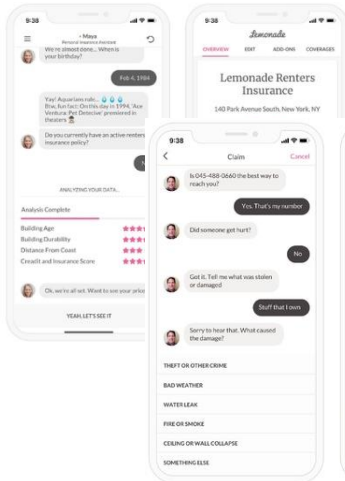 9:38
Maya
Personal Insurance Assistant
We're almost done... When is
your birthday?
Feb 4, 1984
Yay! Aquarians rule...
Btw, fun fact: On this day in 1994, 'Ace
Ventura: Pet Detective' premiered in
theaters
Do you currently have an active renters
insurance policy?
ANALYZING YOUR DATA...
Analysis Complete
Building Age
Building Durability
Distance From Coast
Creadit and Insurance Score
Ok, we're all set. Want to see your price
YEAH, LET'S SEE IT
9:38
Lemonade
OVERVIEW EDIT ADD-ONS COVERAGES
Lemonade Renters
Insurance
140 Park Avenue South, New York, NY
9:38
Claim
Cancel
Is 045-488-0660 the best way to
reach you?
Yes. That's my number
Did someone get hurt?
No
Got it. Tell me what was stolen
or damaged
Stuff that I own
Sorry to hear that. What caused
the damage?
THEFT OR OTHER CRIME
BAD WEATHER
WATER LEAK
FIRE OR SMOKE
CEILING OR WALL COLLAPSE
SOMETHING ELSE